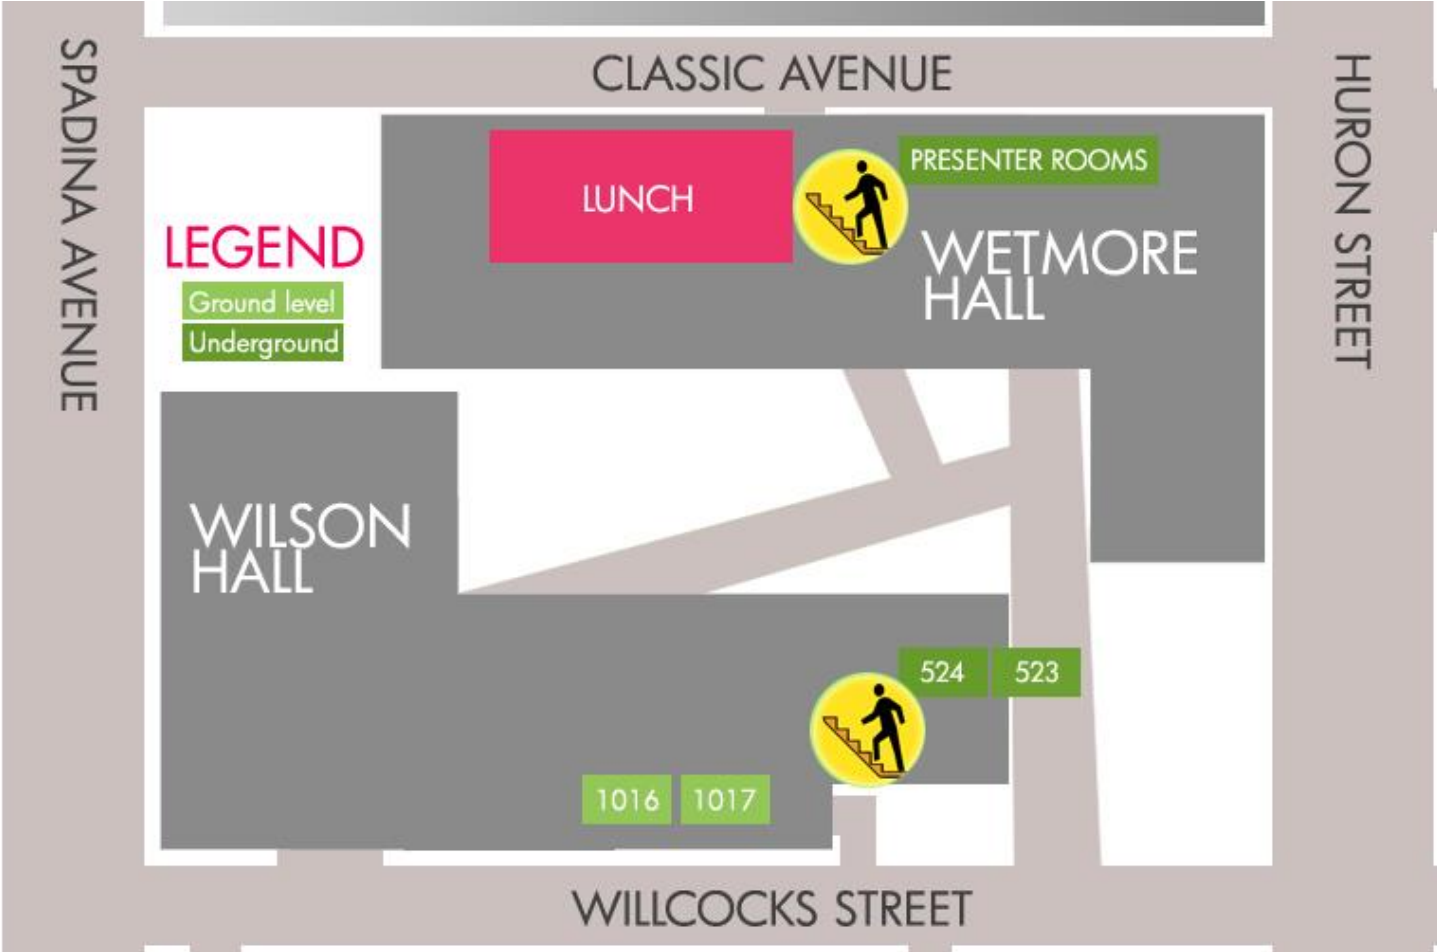 SPADINA AVENUE
CLASSIC AVENUE
HURON STREET
LUNCH
PRESENTER ROOMS
WETMORE
HALL
LEGEND
Ground level
Underground
WILSON
HALL
524
523
1016
1017
WILLCOCKS STREET